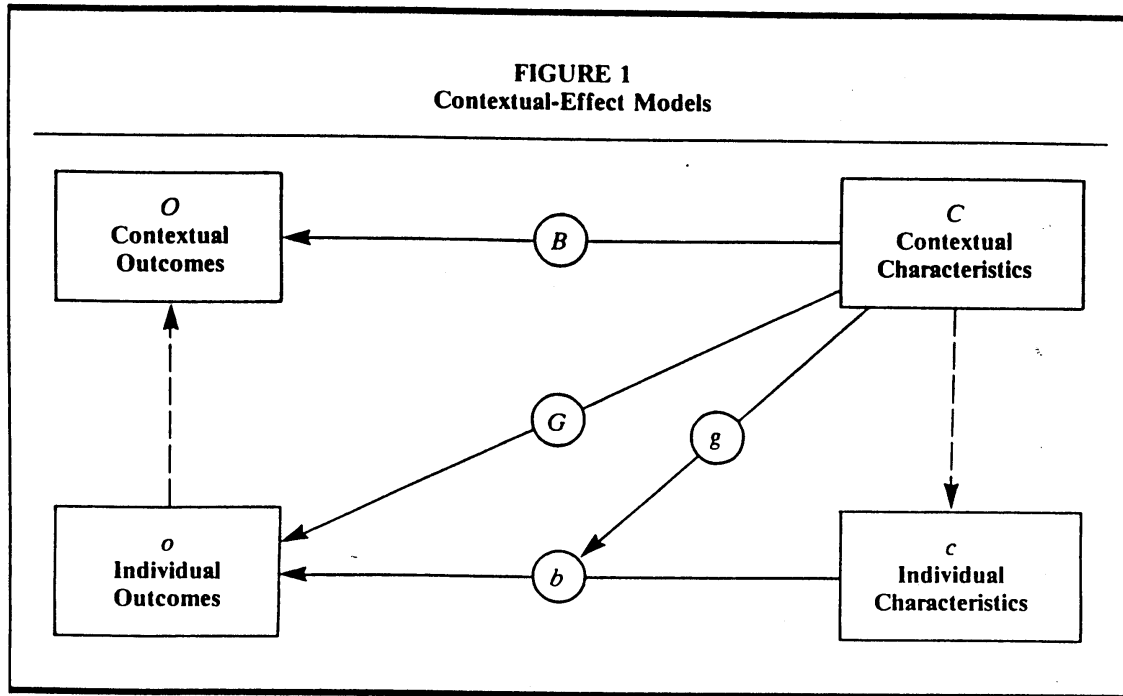 FIGURE 1
Contextual-Effect Models
O
Contextual
Outcomes
B
C
Contextual
Characteristics
G
g
o
Individual
Outcomes
b
c
Individual
Characteristics